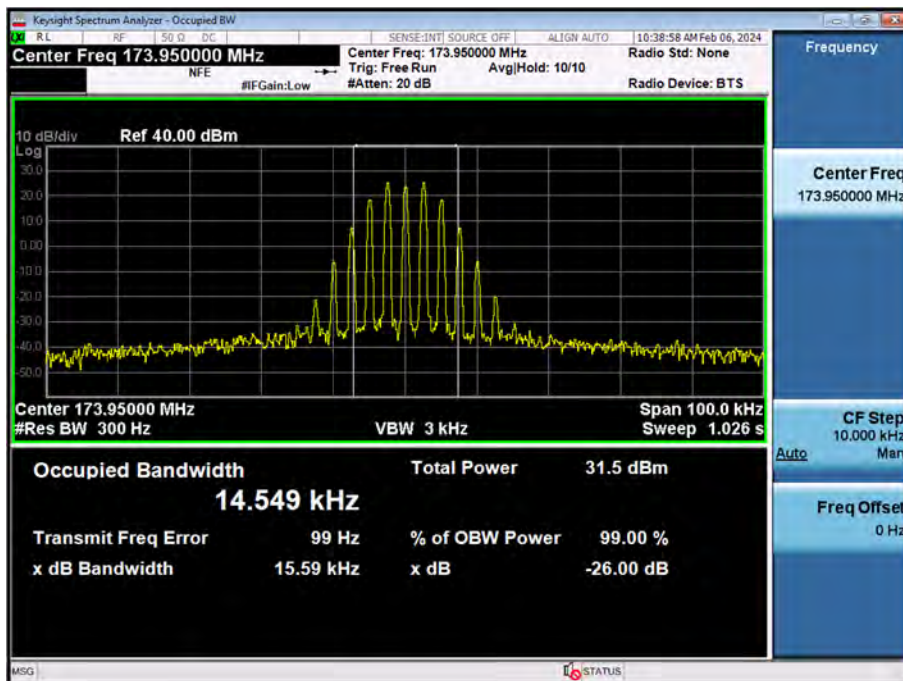 Keysight Spectrum Analyzer - Occupied BW
LXI RL RF 50 Ω DC SENSE:INT SOURCE OFF ALIGN AUTO 10:38:58 AM Feb 06, 2024
Center Freq 173.950000 MHz
NFE
#IFGain:Low
Center Freq: 173.950000 MHz
Trig: Free Run Avg|Hold: 10/10
#Atten: 20 dB
Radio Std: None
Radio Device: BTS
10 dB/div Ref 40.00 dBm
Log
30.0
20.0
10.0
0.00
-10.0
-20.0
-30.0
-40.0
-50.0
Center 173.95000 MHz Span 100.0 kHz
#Res BW 300 Hz VBW 3 kHz Sweep 1.026 s
Occupied Bandwidth Total Power 31.5 dBm
14.549 kHz
Transmit Freq Error 99 Hz % of OBW Power 99.00 %
x dB Bandwidth 15.59 kHz x dB -26.00 dB
Frequency
Center Freq
173.950000 MHz
CF Step
10.000 kHz
Auto Man
Freq Offset
0 Hz
MSG STATUS